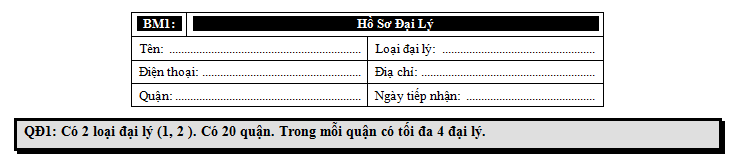 BM1: Hồ Sơ Đại Lý
Tên: ............................................................. Loại đại lý: .................................................
Điện thoại: .................................................. Địa chỉ: ........................................................
Quận: ........................................................... Ngày tiếp nhận: .........................................
QĐ1: Có 2 loại đại lý (1, 2 ). Có 20 quận. Trong mỗi quận có tối đa 4 đại lý.